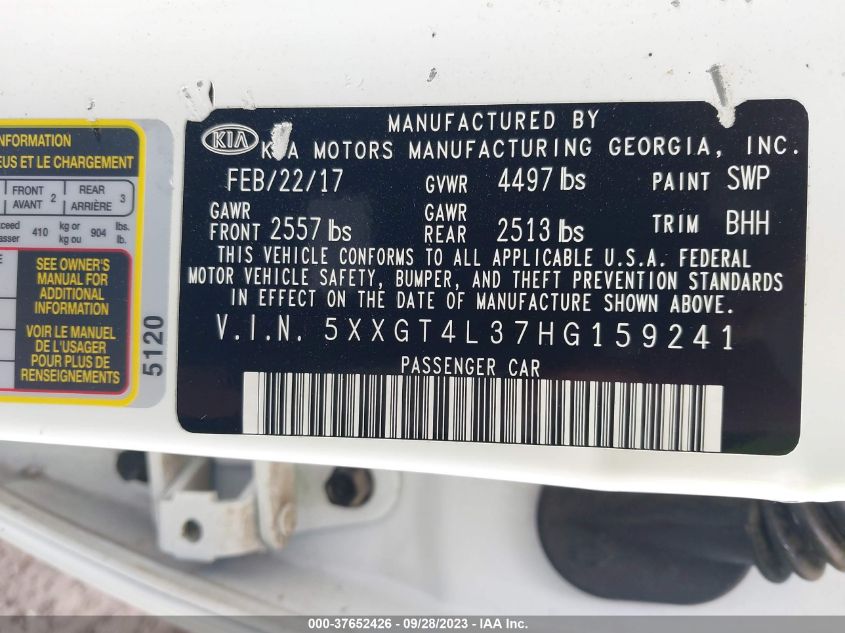 INFORMATION
EUS ET LE CHARGEMENT
FRONT
AVANT 2
REAR
ARRIÈRE 3
410 kg or
kg ou 904 lbs.
lb.
SEE OWNER'S
MANUAL FOR
ADDITIONAL
INFORMATION
VOIR LE MANUEL
DE L'USAGER
POUR PLUS DE
RENSEIGNEMENTS
5120
MANUFACTURED BY
KIA
KIA MOTORS MANUFACTURING GEORGIA, INC.
FEB/22/17 GVWR 4497 lbs PAINT SWP
GAWR
FRONT 2557 lbs
GAWR
REAR 2513 lbs
TRIM BHH
THIS VEHICLE CONFORMS TO ALL APPLICABLE U.S.A. FEDERAL
MOTOR VEHICLE SAFETY, BUMPER, AND THEFT PREVENTION STANDARDS
IN EFFECT ON THE DATE OF MANUFACTURE SHOWN ABOVE.
V.I.N. 5XXGT4L37HG159241
PASSENGER CAR
000-37652426 - 09/28/2023 - IAA Inc.